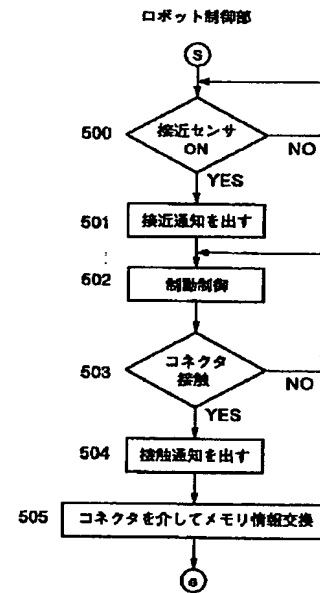 ロボット制御部
S
500
接近センサ
ON
NO
YES
501
接近通知を出す
502
制動制御
503
コネクタ
接触
NO
YES
504
接触通知を出す
505
コネクタを介してメモリ情報交換
e